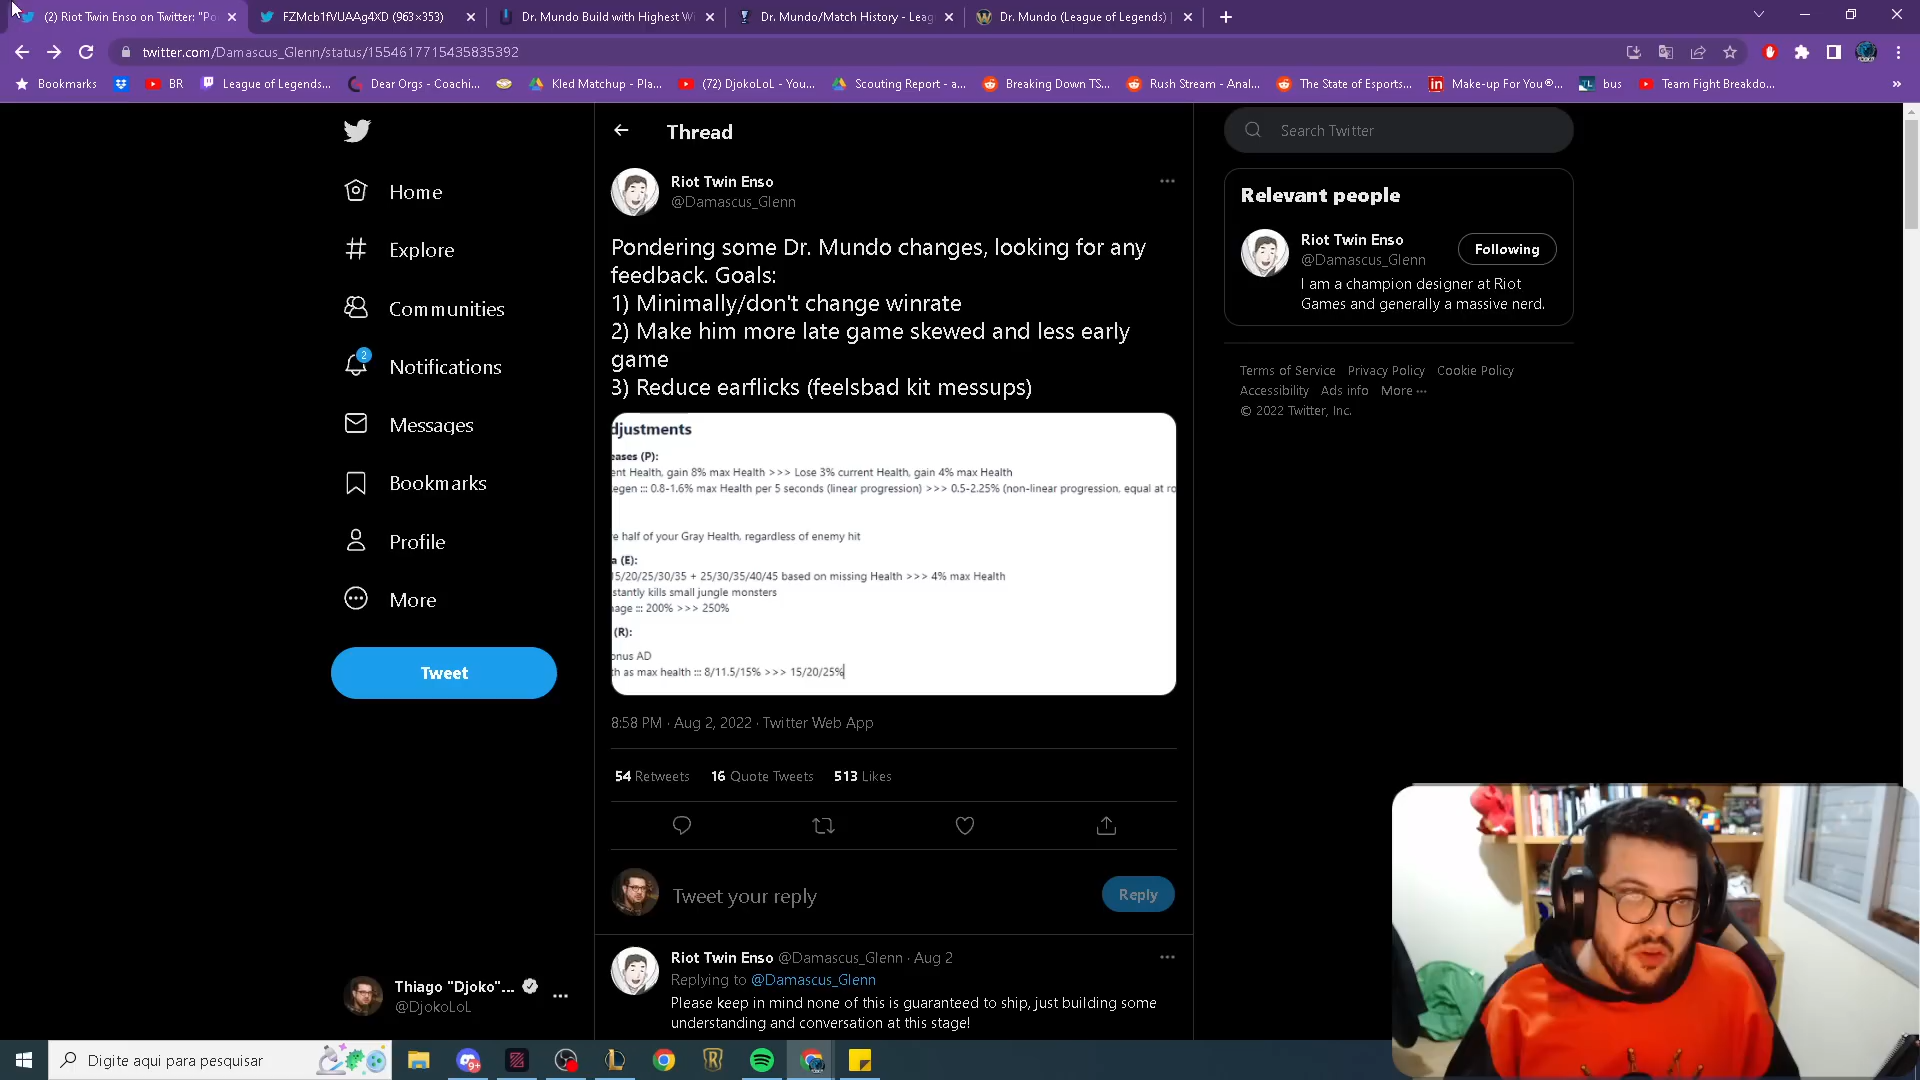 (2) Riot Twin Enso on Twitter: "Po
FZMcb1fVUAAg4XD (963×353)
Dr. Mundo Build with Highest Wi
Dr. Mundo/Match History - Leag
Dr. Mundo (League of Legends) |
twitter.com/Damascus_Glenn/status/1554617715435835392
Bookmarks
BR
League of Legends...
Dear Orgs - Coachi...
Kled Matchup - Pla...
(72) DjokoLoL - You...
Scouting Report - a...
Breaking Down TS...
Rush Stream - Anal...
The State of Esports...
Make-up For You®...
bus
Team Fight Breakdo...
Home
Explore
Communities
2
Notifications
Messages
Bookmarks
Profile
More
Tweet
Thiago "Djoko"...
@DjokoLoL
Thread
Riot Twin Enso
@Damascus_Glenn
Pondering some Dr. Mundo changes, looking for any
feedback. Goals:
1) Minimally/don't change winrate
2) Make him more late game skewed and less early
game
3) Reduce earflicks (feelsbad kit messups)
djustments
eases (P):
ent Health, gain 8% max Health >>> Lose 3% current Health, gain 4% max Health
egen ::: 0.8-1.6% max Health per 5 seconds (linear progression) >>> 0.5-2.25% (non-linear progression, equal at ro
e half of your Gray Health, regardless of enemy hit
a (E):
15/20/25/30/35 + 25/30/35/40/45 based on missing Health >>> 4% max Health
stantly kills small jungle monsters
nage ::: 200% >>> 250%
(R):
onus AD
th as max health ::: 8/11.5/15% >>> 15/20/25%
8:58 PM · Aug 2, 2022 · Twitter Web App
54 Retweets 16 Quote Tweets 513 Likes
Tweet your reply
Reply
Riot Twin Enso @Damascus_Glenn · Aug 2
Replying to @Damascus_Glenn
Please keep in mind none of this is guaranteed to ship, just building some
understanding and conversation at this stage!
Search Twitter
Relevant people
Riot Twin Enso
@Damascus_Glenn
Following
I am a champion designer at Riot
Games and generally a massive nerd.
Terms of Service Privacy Policy Cookie Policy
Accessibility Ads info More ···
© 2022 Twitter, Inc.
Digite aqui para pesquisar
9+